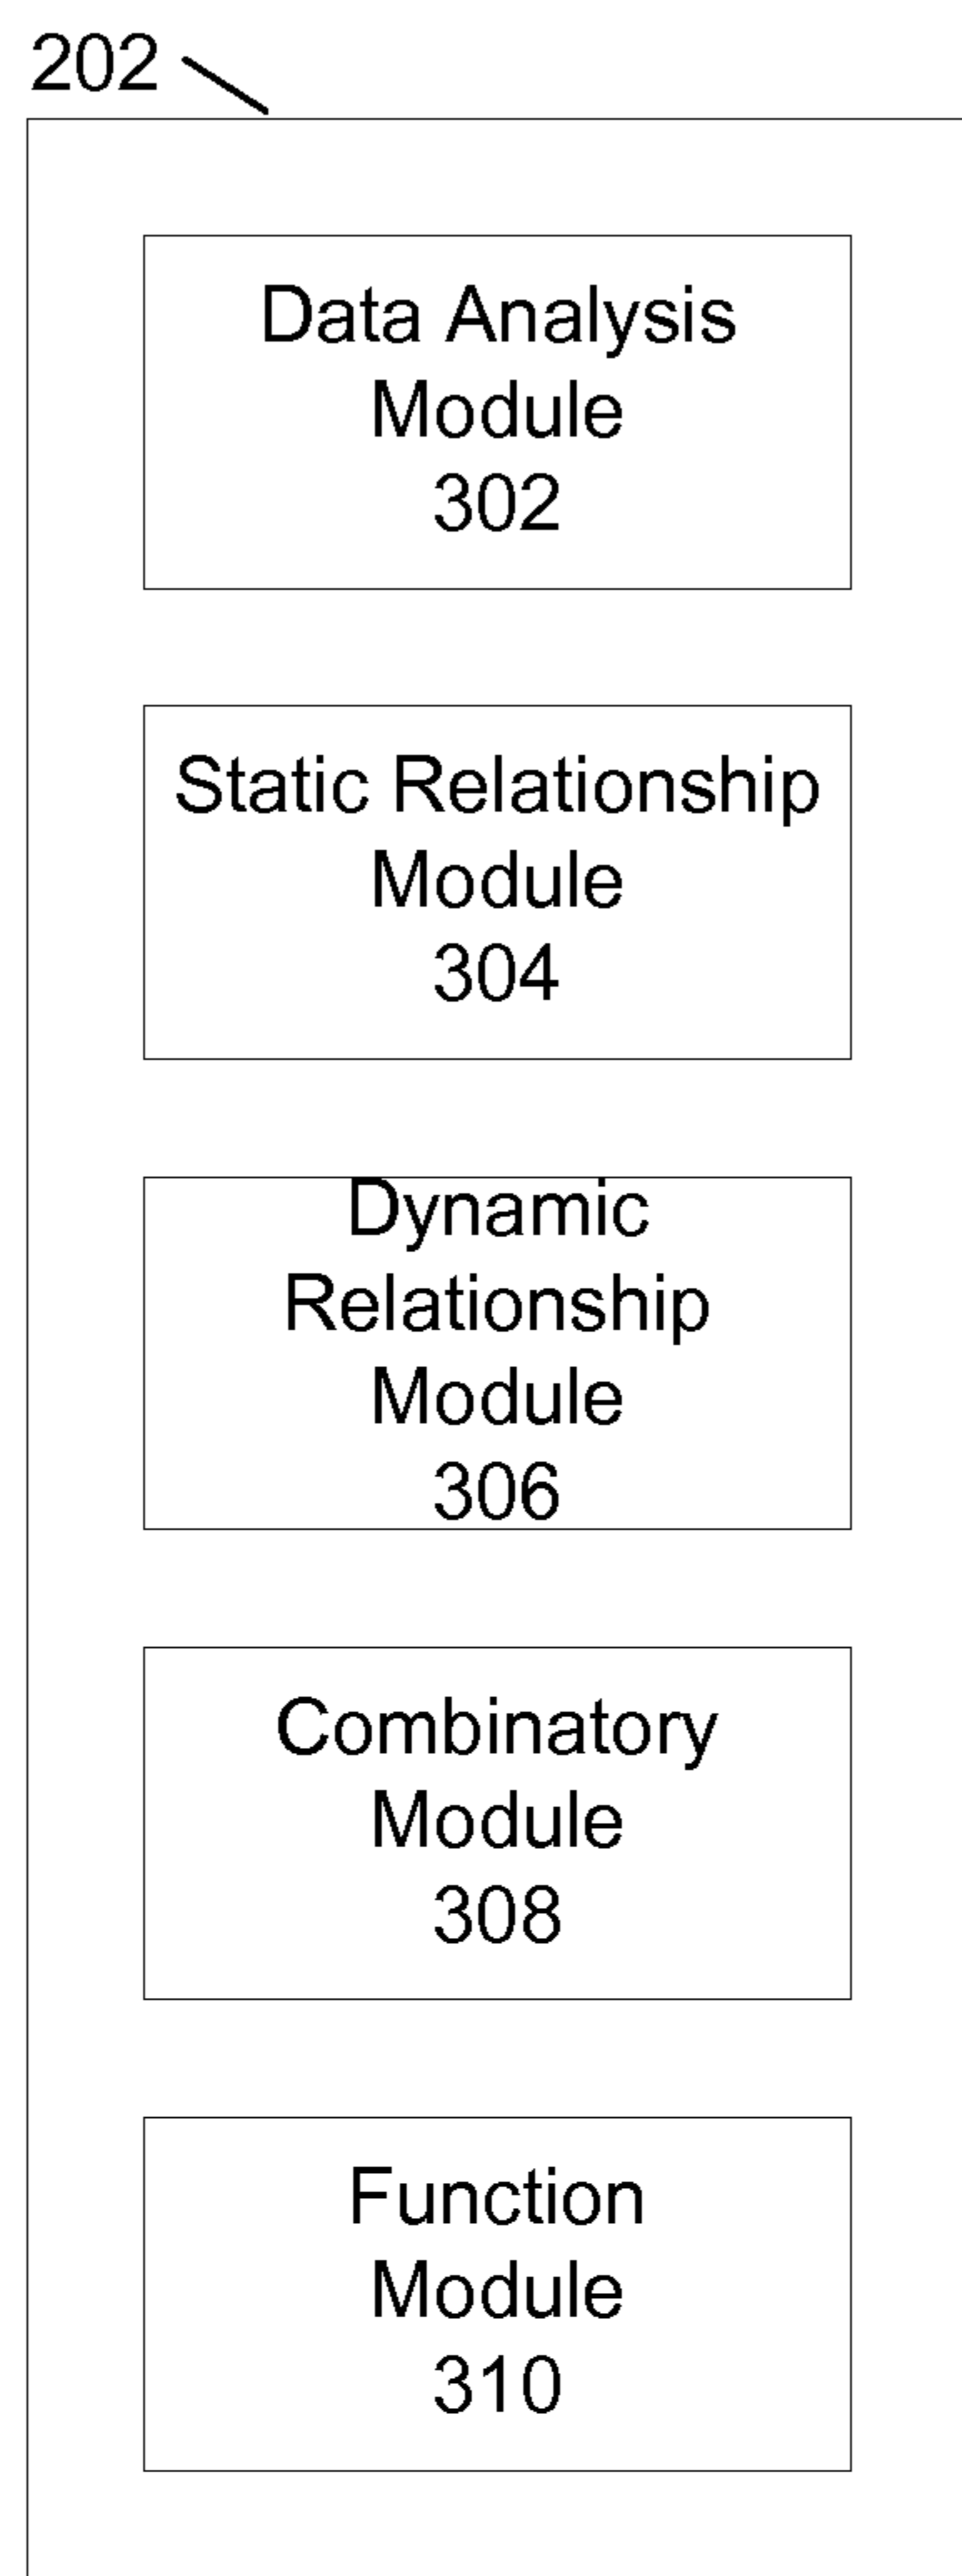 202
Data Analysis
Module
302
Static Relationship
Module
304
Dynamic
Relationship
Module
306
Combinatory
Module
308
Function
Module
310